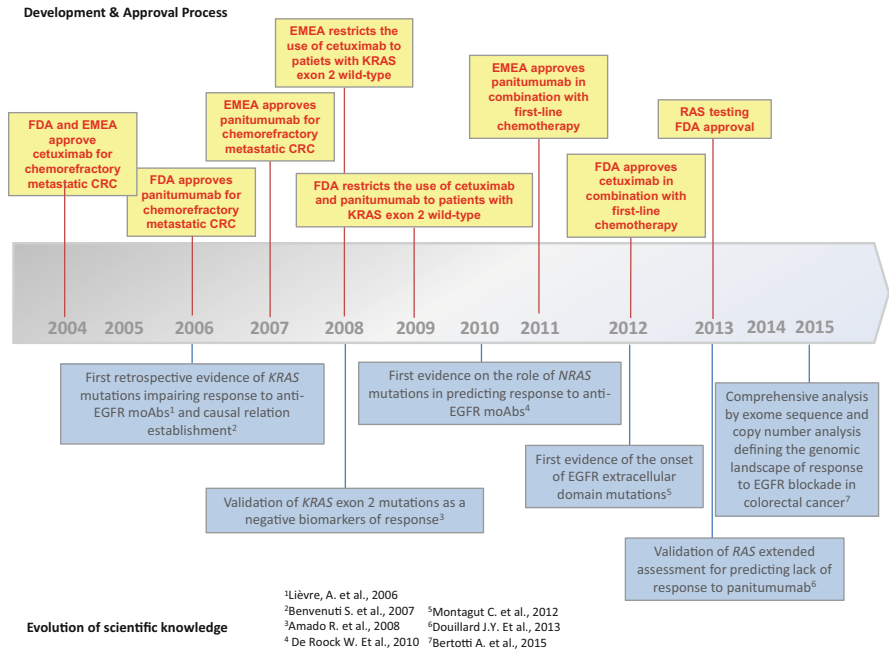 Development & Approval Process
EMEA restricts the
use of cetuximab to
patiets with KRAS
exon 2 wild-type
FDA and EMEA
approve
cetuximab for
chemorefractory
metastatic CRC
FDA approves
panitumumab for
chemorefractory
metastatic CRC
EMEA approves
panitumumab for
chemorefractory
metastatic CRC
FDA restricts the use of cetuximab
and panitumumab to patients with
KRAS exon 2 wild-type
EMEA approves
panitumumab in
combination with
first-line
chemotherapy
FDA approves
cetuximab in
combination with
first-line
chemotherapy
RAS testing
FDA approval
2004 2005 2006 2007 2008 2009 2010 2011 2012 2013 2014 2015
First retrospective evidence of KRAS
mutations impairing response to anti-
EGFR moAbs¹ and causal relation
establishment²
Validation of KRAS exon 2 mutations as a
negative biomarkers of response³
First evidence on the role of NRAS
mutations in predicting response to anti-
EGFR moAbs⁴
First evidence of the onset
of EGFR extracellular
domain mutations⁵
Validation of RAS extended
assessment for predicting lack of
response to panitumumab⁶
Comprehensive analysis
by exome sequence and
copy number analysis
defining the genomic
landscape of response
to EGFR blockade in
colorectal cancer⁷
Evolution of scientific knowledge
¹Lièvre, A. et al., 2006
²Benvenuti S. et al., 2007
³Amado R. et al., 2008
⁴ De Roock W. Et al., 2010
⁵Montagut C. et al., 2012
⁶Douillard J.Y. Et al., 2013
⁷Bertotti A. et al., 2015